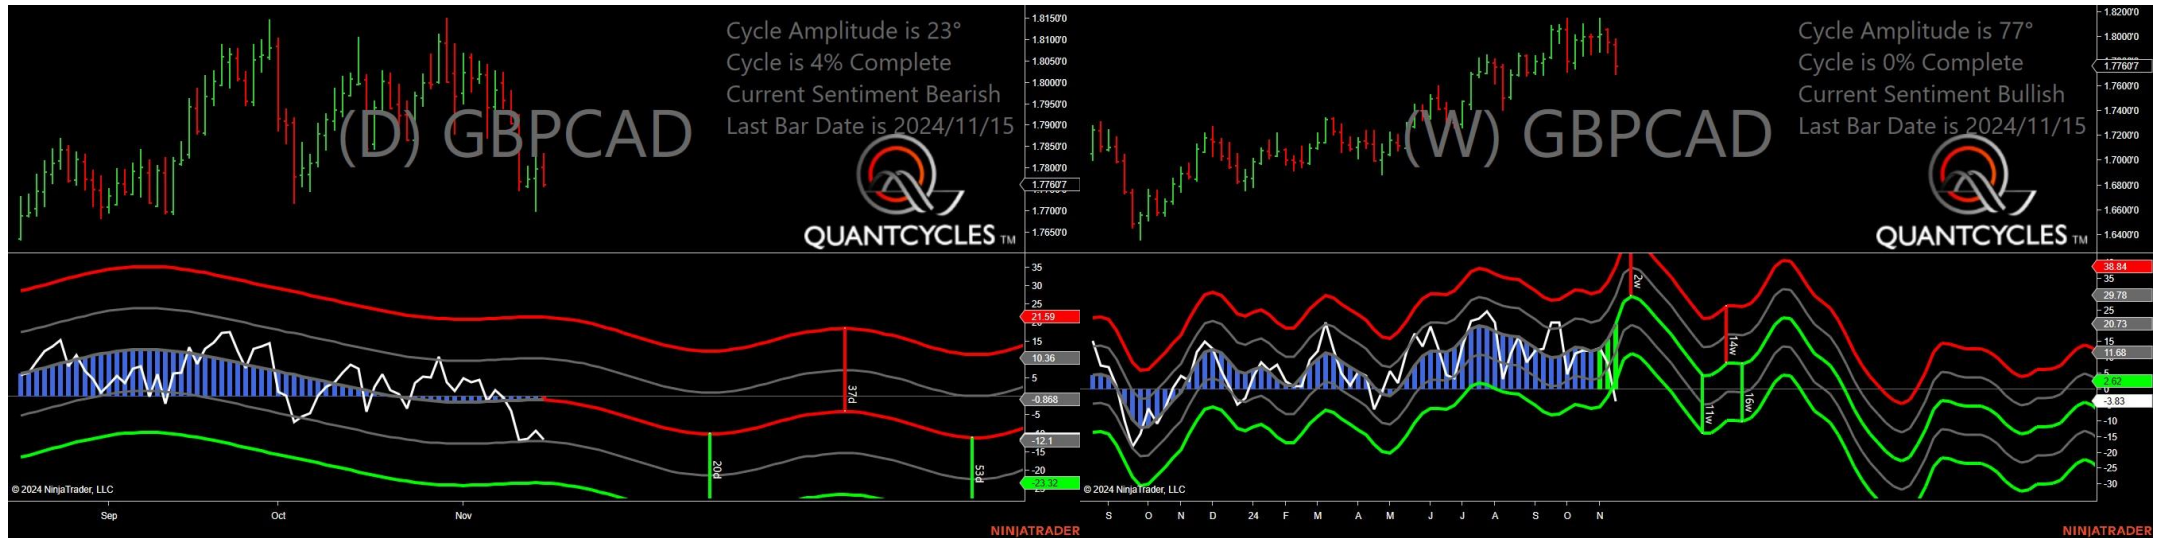 Cycle Amplitude is 23°
Cycle is 4% Complete
Current Sentiment Bearish
Last Bar Date is 2024/11/15
(D) GBPCAD
QUANTCYCLES TM
1.8150'0
1.8100'0
1.8050'0
1.8000'0
1.7950'0
1.7900'0
1.7850'0
1.7800'0
1.7760'7
1.7700'0
1.7650'0
35
30
25
21.59
10.36
5
-0.868
-5
-12.1
-15
-20
-23.32
37d
20d
53d
© 2024 NinjaTrader, LLC
Sep Oct Nov
NINJATRADER
Cycle Amplitude is 77°
Cycle is 0% Complete
Current Sentiment Bullish
Last Bar Date is 2024/11/15
(W) GBPCAD
QUANTCYCLES TM
1.8200'0
1.8000'0
1.7760'7
1.7600'0
1.7400'0
1.7200'0
1.7000'0
1.6800'0
1.6600'0
1.6400'0
38.84
35
29.78
25
20.73
15
11.68
2.62
-3.83
-10
-15
-20
-25
-30
2w
14w
11w
16w
© 2024 NinjaTrader, LLC
S O N D 24 F M A M J J A S O N
NINJATRADER